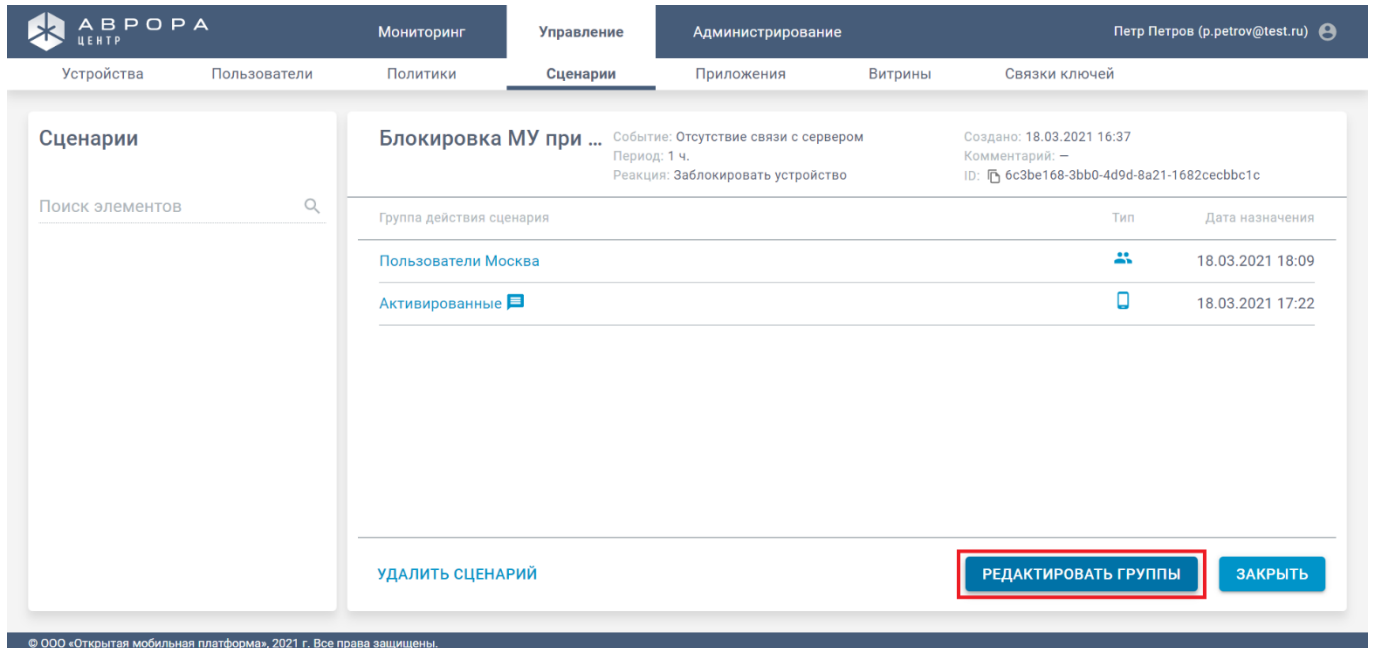 АВРОРА
ЦЕНТР
Мониторинг Управление Администрирование Петр Петров (p.petrov@test.ru)
Устройства Пользователи Политики Сценарии Приложения Витрины Связки ключей
Сценарии
Поиск элементов
Блокировка МУ при ...
Событие: Отсутствие связи с сервером
Период: 1 ч.
Реакция: Заблокировать устройство
Создано: 18.03.2021 16:37
Комментарий: —
ID: 6c3be168-3bb0-4d9d-8a21-1682cecbbc1c
Группа действия сценария Тип Дата назначения
Пользователи Москва 18.03.2021 18:09
Активированные 18.03.2021 17:22
УДАЛИТЬ СЦЕНАРИЙ РЕДАКТИРОВАТЬ ГРУППЫ ЗАКРЫТЬ
© ООО «Открытая мобильная платформа», 2021 г. Все права защищены.